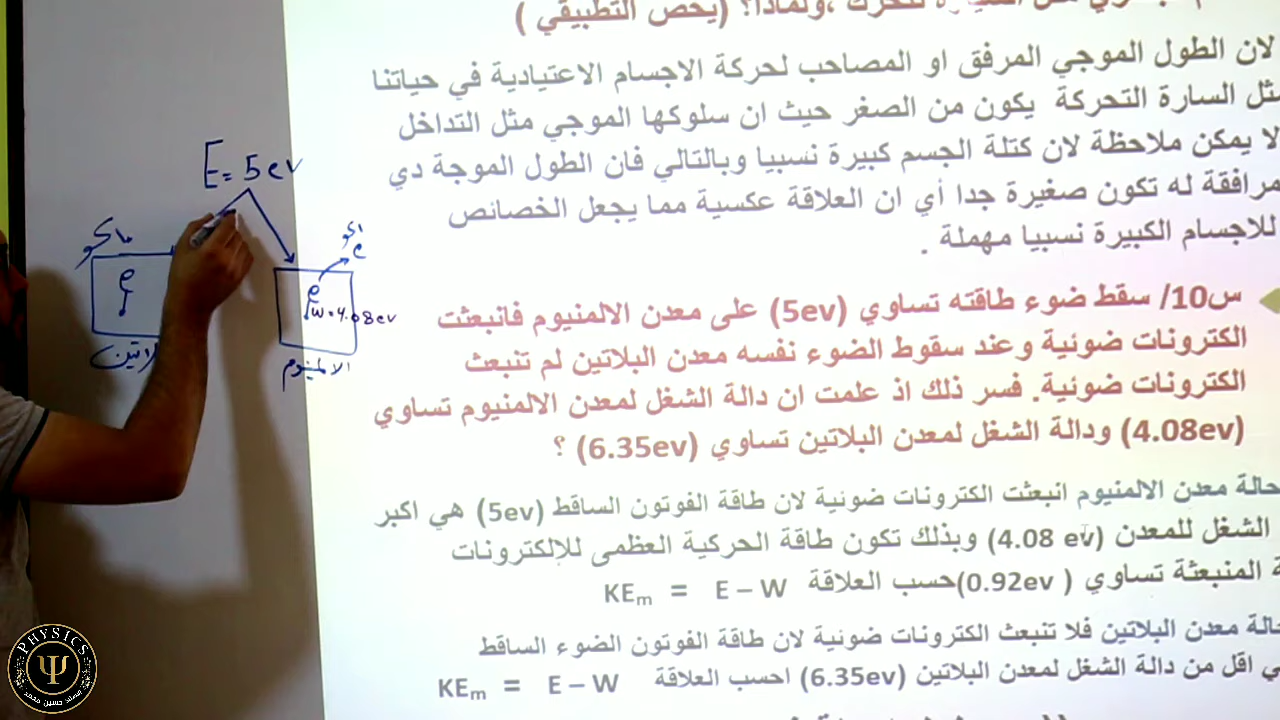 ولماذا؟ (يخص التطبيقي )
لان الطول الموجي المرفق او المصاحب لحركة الاجسام الاعتيادية في حياتنا
مثل السارة التحركة يكون من الصغر حيث ان سلوكها الموجي مثل التداخل
لا يمكن ملاحظة لان كتلة الجسم كبيرة نسبيا وبالتالي فان الطول الموجة دي
مرافقة له تكون صغيرة جدا أي ان العلاقة عكسية مما يجعل الخصائص
للاجسام الكبيرة نسبيا مهملة .
س10/ سقط ضوء طاقته تساوي (5ev) على معدن الالمنيوم فانبعثت
الكترونات ضوئية وعند سقوط الضوء نفسه معدن البلاتين لم تنبعث
الكترونات ضوئية. فسر ذلك اذ علمت ان دالة الشغل لمعدن الالمنيوم تساوي
(4.08ev) ودالة الشغل لمعدن البلاتين تساوي (6.35ev) ؟
حالة معدن الالمنيوم انبعثت الكترونات ضوئية لان طاقة الفوتون الساقط (5ev) هي اكبر
الشغل للمعدن (4.08 ev) وبذلك تكون طاقة الحركية العظمى للإلكترونات
المنبعثة تساوي ( 0.92ev)حسب العلاقة KEm = E – W
حالة معدن البلاتين فلا تنبعث الكترونات ضوئية لان طاقة الفوتون الضوء الساقط
اقل من دالة الشغل لمعدن البلاتين (6.35ev) احسب العلاقة KEm = E – W
E = 5 ev
e
e
e
W=4.08ev
الالمنيوم
PHYSICS
Ψ